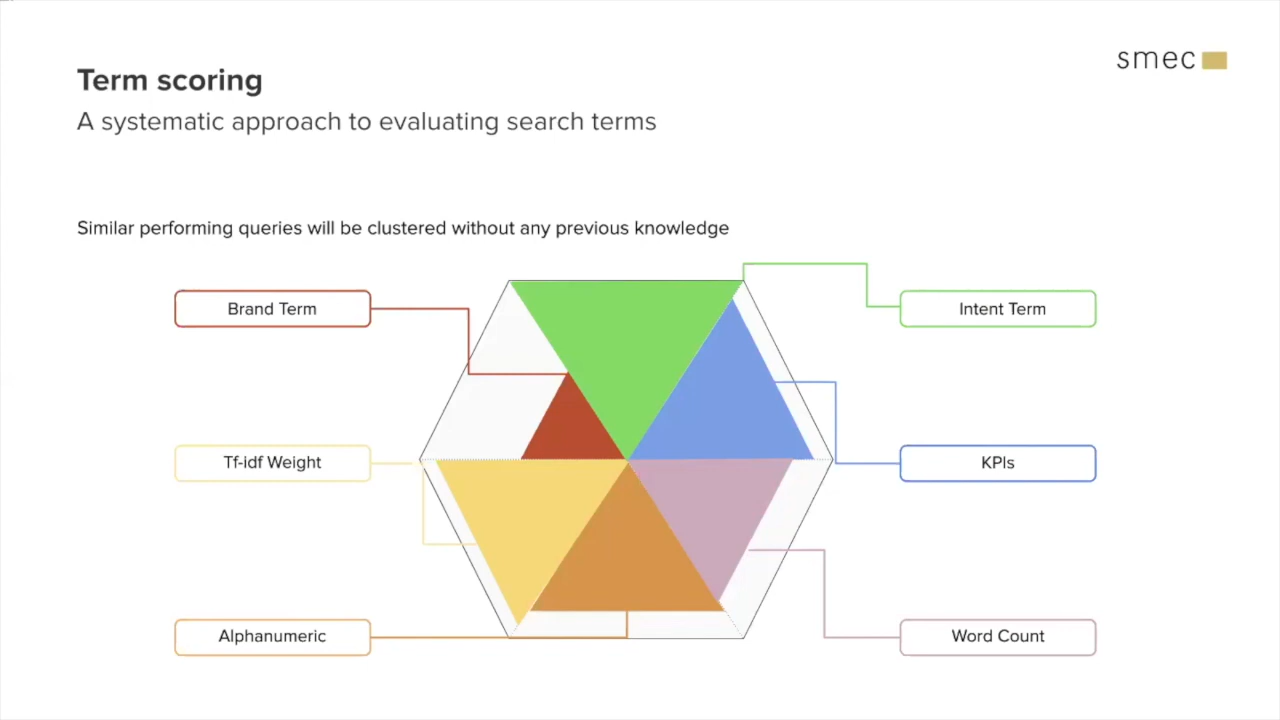 smec
Term scoring
A systematic approach to evaluating search terms
Similar performing queries will be clustered without any previous knowledge
Brand Term
Intent Term
Tf-idf Weight
KPIs
Alphanumeric
Word Count